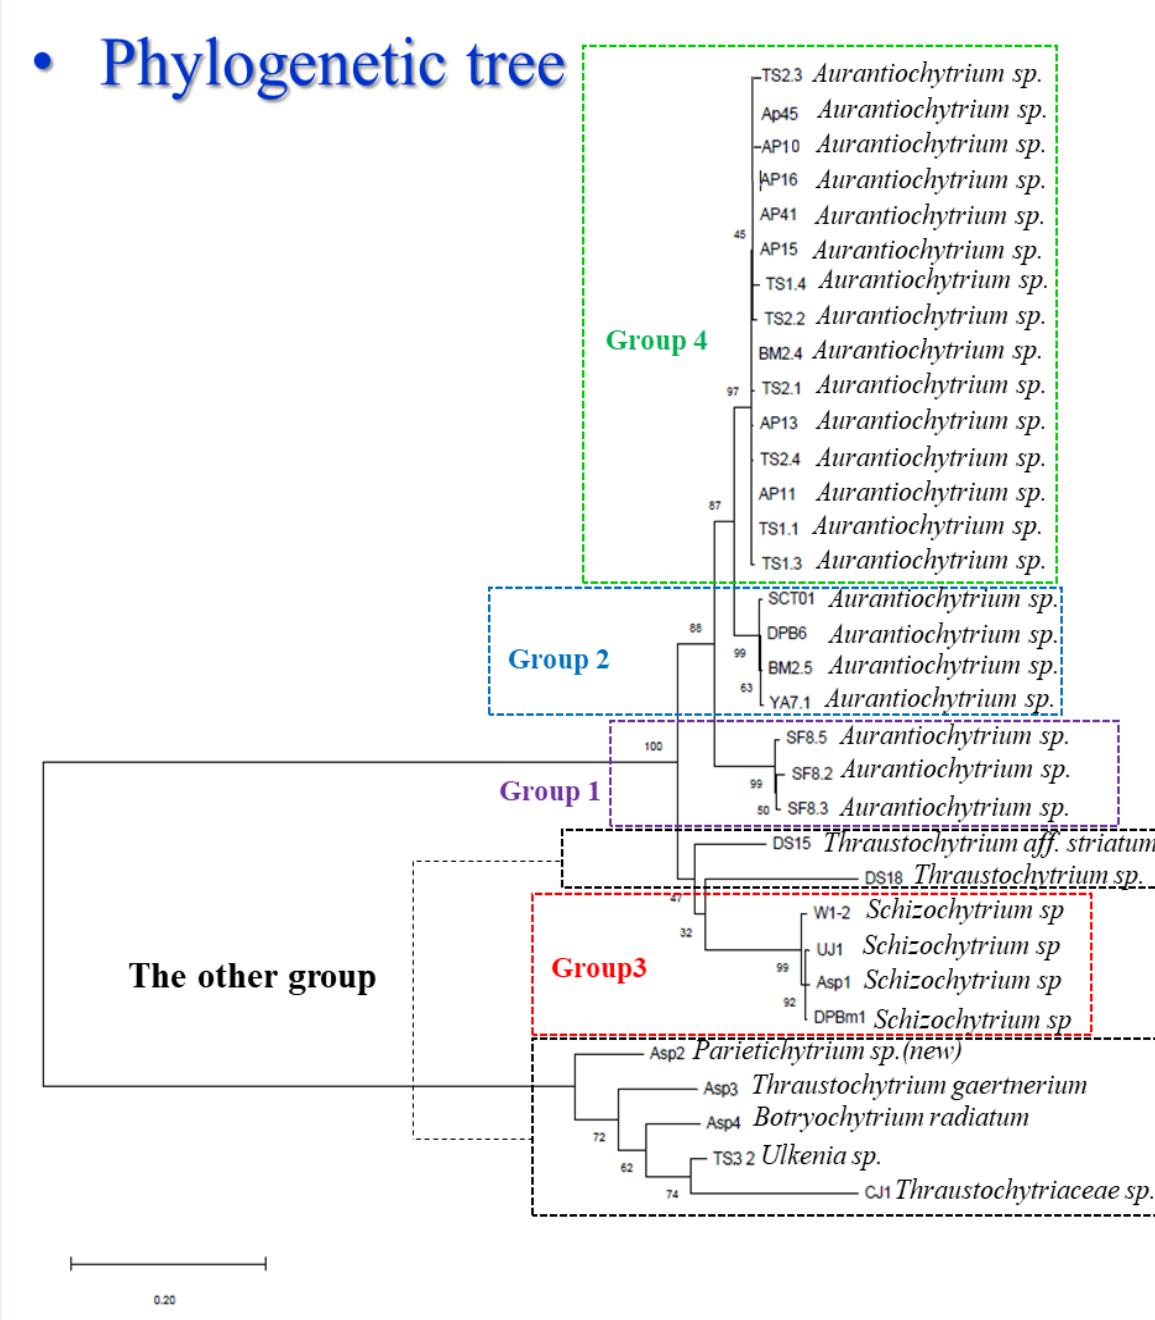 • Phylogenetic tree
TS2.3 Aurantiochytrium sp.
Ap45 Aurantiochytrium sp.
AP10 Aurantiochytrium sp.
AP16 Aurantiochytrium sp.
AP41 Aurantiochytrium sp.
45
AP15 Aurantiochytrium sp.
TS1.4 Aurantiochytrium sp.
TS2.2 Aurantiochytrium sp.
Group 4
BM2.4 Aurantiochytrium sp.
97
TS2.1 Aurantiochytrium sp.
AP13 Aurantiochytrium sp.
TS2.4 Aurantiochytrium sp.
AP11 Aurantiochytrium sp.
87
TS1.1 Aurantiochytrium sp.
TS1.3 Aurantiochytrium sp.
SCT01 Aurantiochytrium sp.
88
DPB6 Aurantiochytrium sp.
99
Group 2
BM2.5 Aurantiochytrium sp.
63
YA7.1 Aurantiochytrium sp.
SF8.5 Aurantiochytrium sp.
100
SF8.2 Aurantiochytrium sp.
99
Group 1
SF8.3 Aurantiochytrium sp.
50
DS15 Thraustochytrium aff. striatum
DS18 Thraustochytrium sp.
47
W1-2 Schizochytrium sp
32
UJ1 Schizochytrium sp
99
Group3
The other group
Asp1 Schizochytrium sp
92
DPBm1 Schizochytrium sp
Asp2 Parietichytrium sp.(new)
Asp3 Thraustochytrium gaertnerium
Asp4 Botryochytrium radiatum
72
TS3 2 Ulkenia sp.
62
CJ1 Thraustochytriaceae sp.
74
0.20